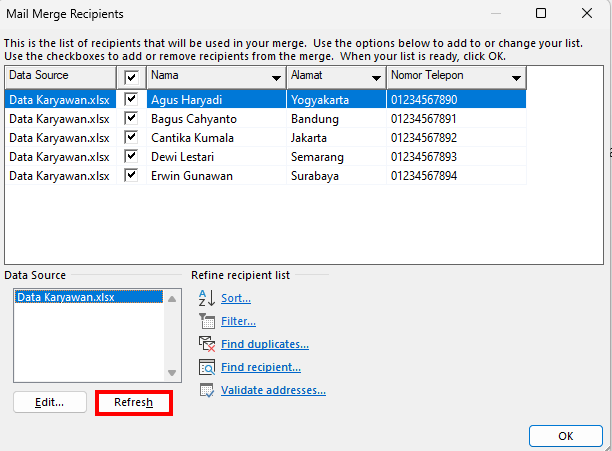 Mail Merge Recipients
This is the list of recipients that will be used in your merge.  Use the options below to add to or change your list.
Use the checkboxes to add or remove recipients from the merge.  When your list is ready, click OK.
Data Source Nama Alamat Nomor Telepon
Data Karyawan.xlsx Agus Haryadi Yogyakarta 01234567890
Data Karyawan.xlsx Bagus Cahyanto Bandung 01234567891
Data Karyawan.xlsx Cantika Kumala Jakarta 01234567892
Data Karyawan.xlsx Dewi Lestari Semarang 01234567893
Data Karyawan.xlsx Erwin Gunawan Surabaya 01234567894
Data Source
Data Karyawan.xlsx
Edit... Refresh
Refine recipient list
Sort...
Filter...
Find duplicates...
Find recipient...
Validate addresses...
OK